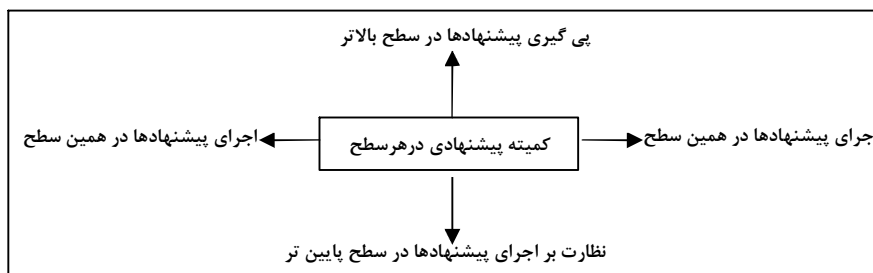 پی گیری پیشنهادها در سطح بالاتر
جرای پیشنهادها در همین سطح
کمیته پیشنهادی درهرسطح
اجرای پیشنهادها در همین سطح
نظارت بر اجرای پیشنهادها در سطح پایین تر